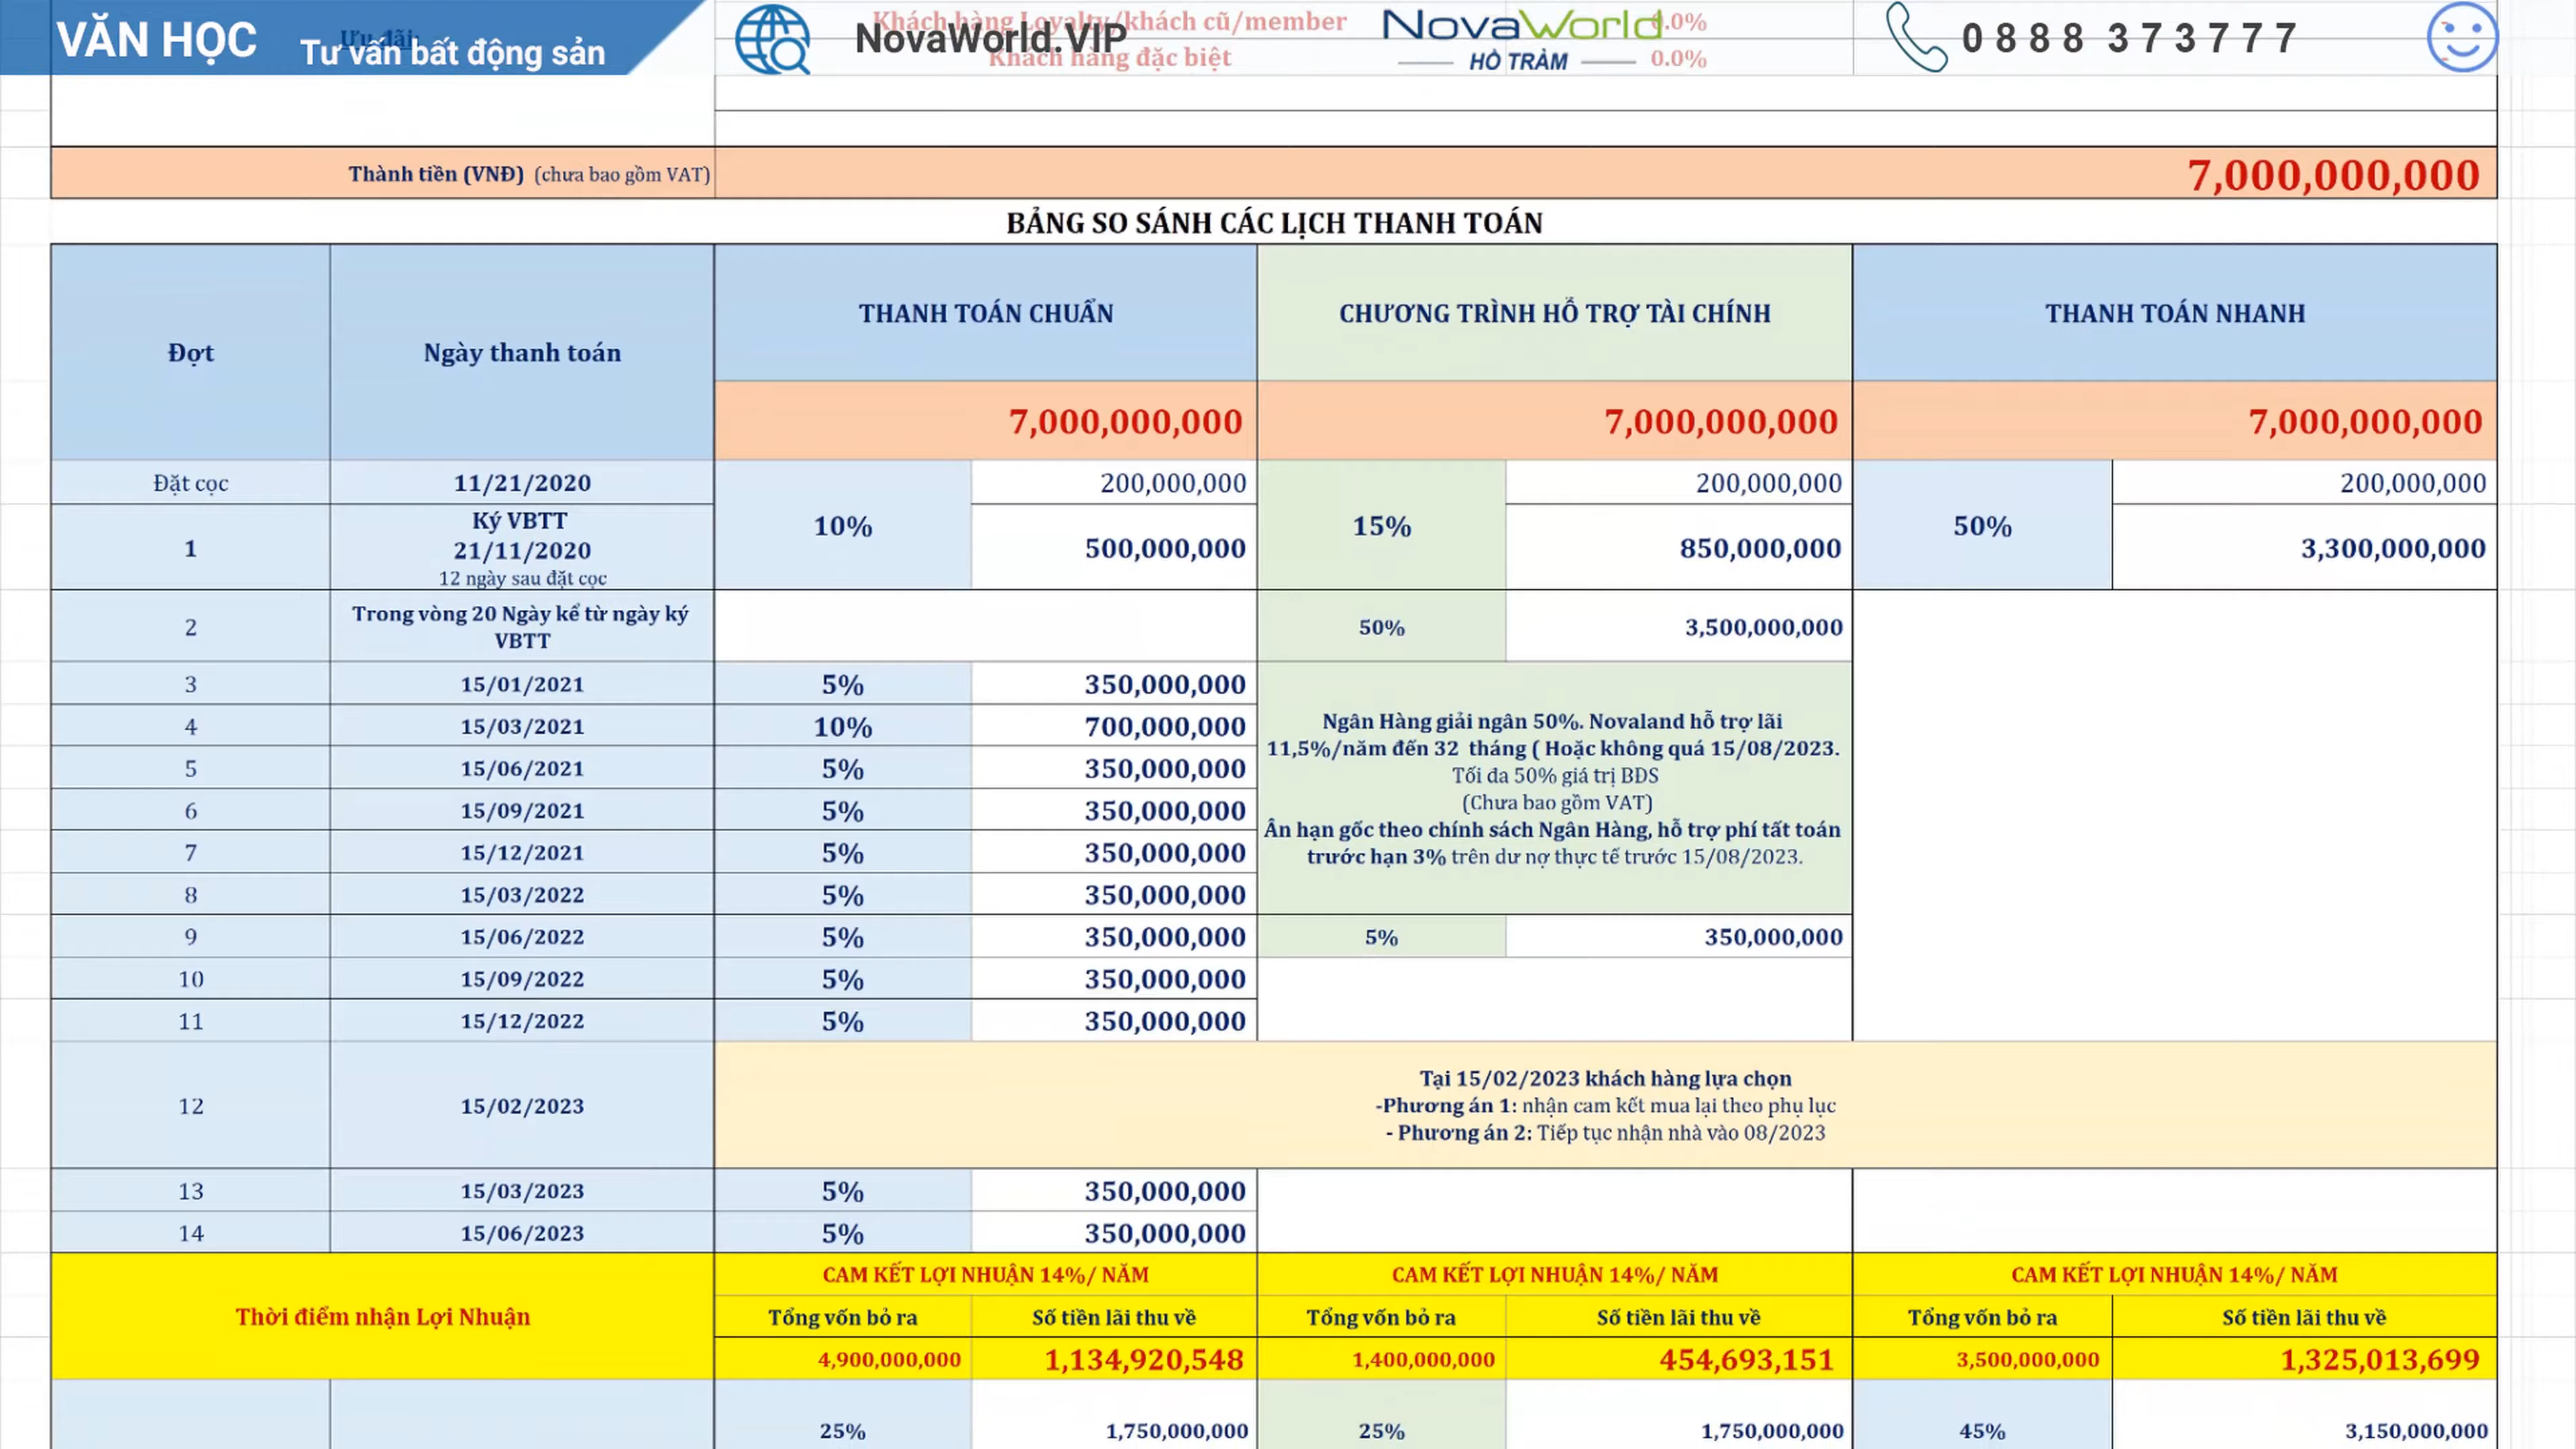 VĂN HỌC Tư vấn bất động sản
Ưu đãi:
Khách hàng Loyalty/khách cũ/member 0.0%
NovaWorld.VIP
Khách hàng đặc biệt 0.0%
NovaWorld
HỒ TRÀM
0888 373777
Thành tiền (VNĐ) (chưa bao gồm VAT) 7,000,000,000
BẢNG SO SÁNH CÁC LỊCH THANH TOÁN
Đợt Ngày thanh toán THANH TOÁN CHUẨN CHƯƠNG TRÌNH HỖ TRỢ TÀI CHÍNH THANH TOÁN NHANH
7,000,000,000 7,000,000,000 7,000,000,000
Đặt cọc 11/21/2020 10% 200,000,000 15% 200,000,000 50% 200,000,000
1 Ký VBTT 500,000,000 850,000,000 3,300,000,000
21/11/2020
12 ngày sau đặt cọc
2 Trong vòng 20 Ngày kể từ ngày ký 50% 3,500,000,000
VBTT
3 15/01/2021 5% 350,000,000
4 15/03/2021 10% 700,000,000
5 15/06/2021 5% 350,000,000
6 15/09/2021 5% 350,000,000
7 15/12/2021 5% 350,000,000
8 15/03/2022 5% 350,000,000
Ngân Hàng giải ngân 50%. Novaland hỗ trợ lãi
11,5%/năm đến 32 tháng ( Hoặc không quá 15/08/2023.
Tối đa 50% giá trị BĐS
(Chưa bao gồm VAT)
Ân hạn gốc theo chính sách Ngân Hàng, hỗ trợ phí tất toán
trước hạn 3% trên dư nợ thực tế trước 15/08/2023.
9 15/06/2022 5% 350,000,000 5% 350,000,000
10 15/09/2022 5% 350,000,000
11 15/12/2022 5% 350,000,000
12 15/02/2023
Tại 15/02/2023 khách hàng lựa chọn
-Phương án 1: nhận cam kết mua lại theo phụ lục
- Phương án 2: Tiếp tục nhận nhà vào 08/2023
13 15/03/2023 5% 350,000,000
14 15/06/2023 5% 350,000,000
Thời điểm nhận Lợi Nhuận CAM KẾT LỢI NHUẬN 14%/ NĂM CAM KẾT LỢI NHUẬN 14%/ NĂM CAM KẾT LỢI NHUẬN 14%/ NĂM
Tổng vốn bỏ ra Số tiền lãi thu về Tổng vốn bỏ ra Số tiền lãi thu về Tổng vốn bỏ ra Số tiền lãi thu về
4,900,000,000 1,134,920,548 1,400,000,000 454,693,151 3,500,000,000 1,325,013,699
25% 1,750,000,000 25% 1,750,000,000 45% 3,150,000,000